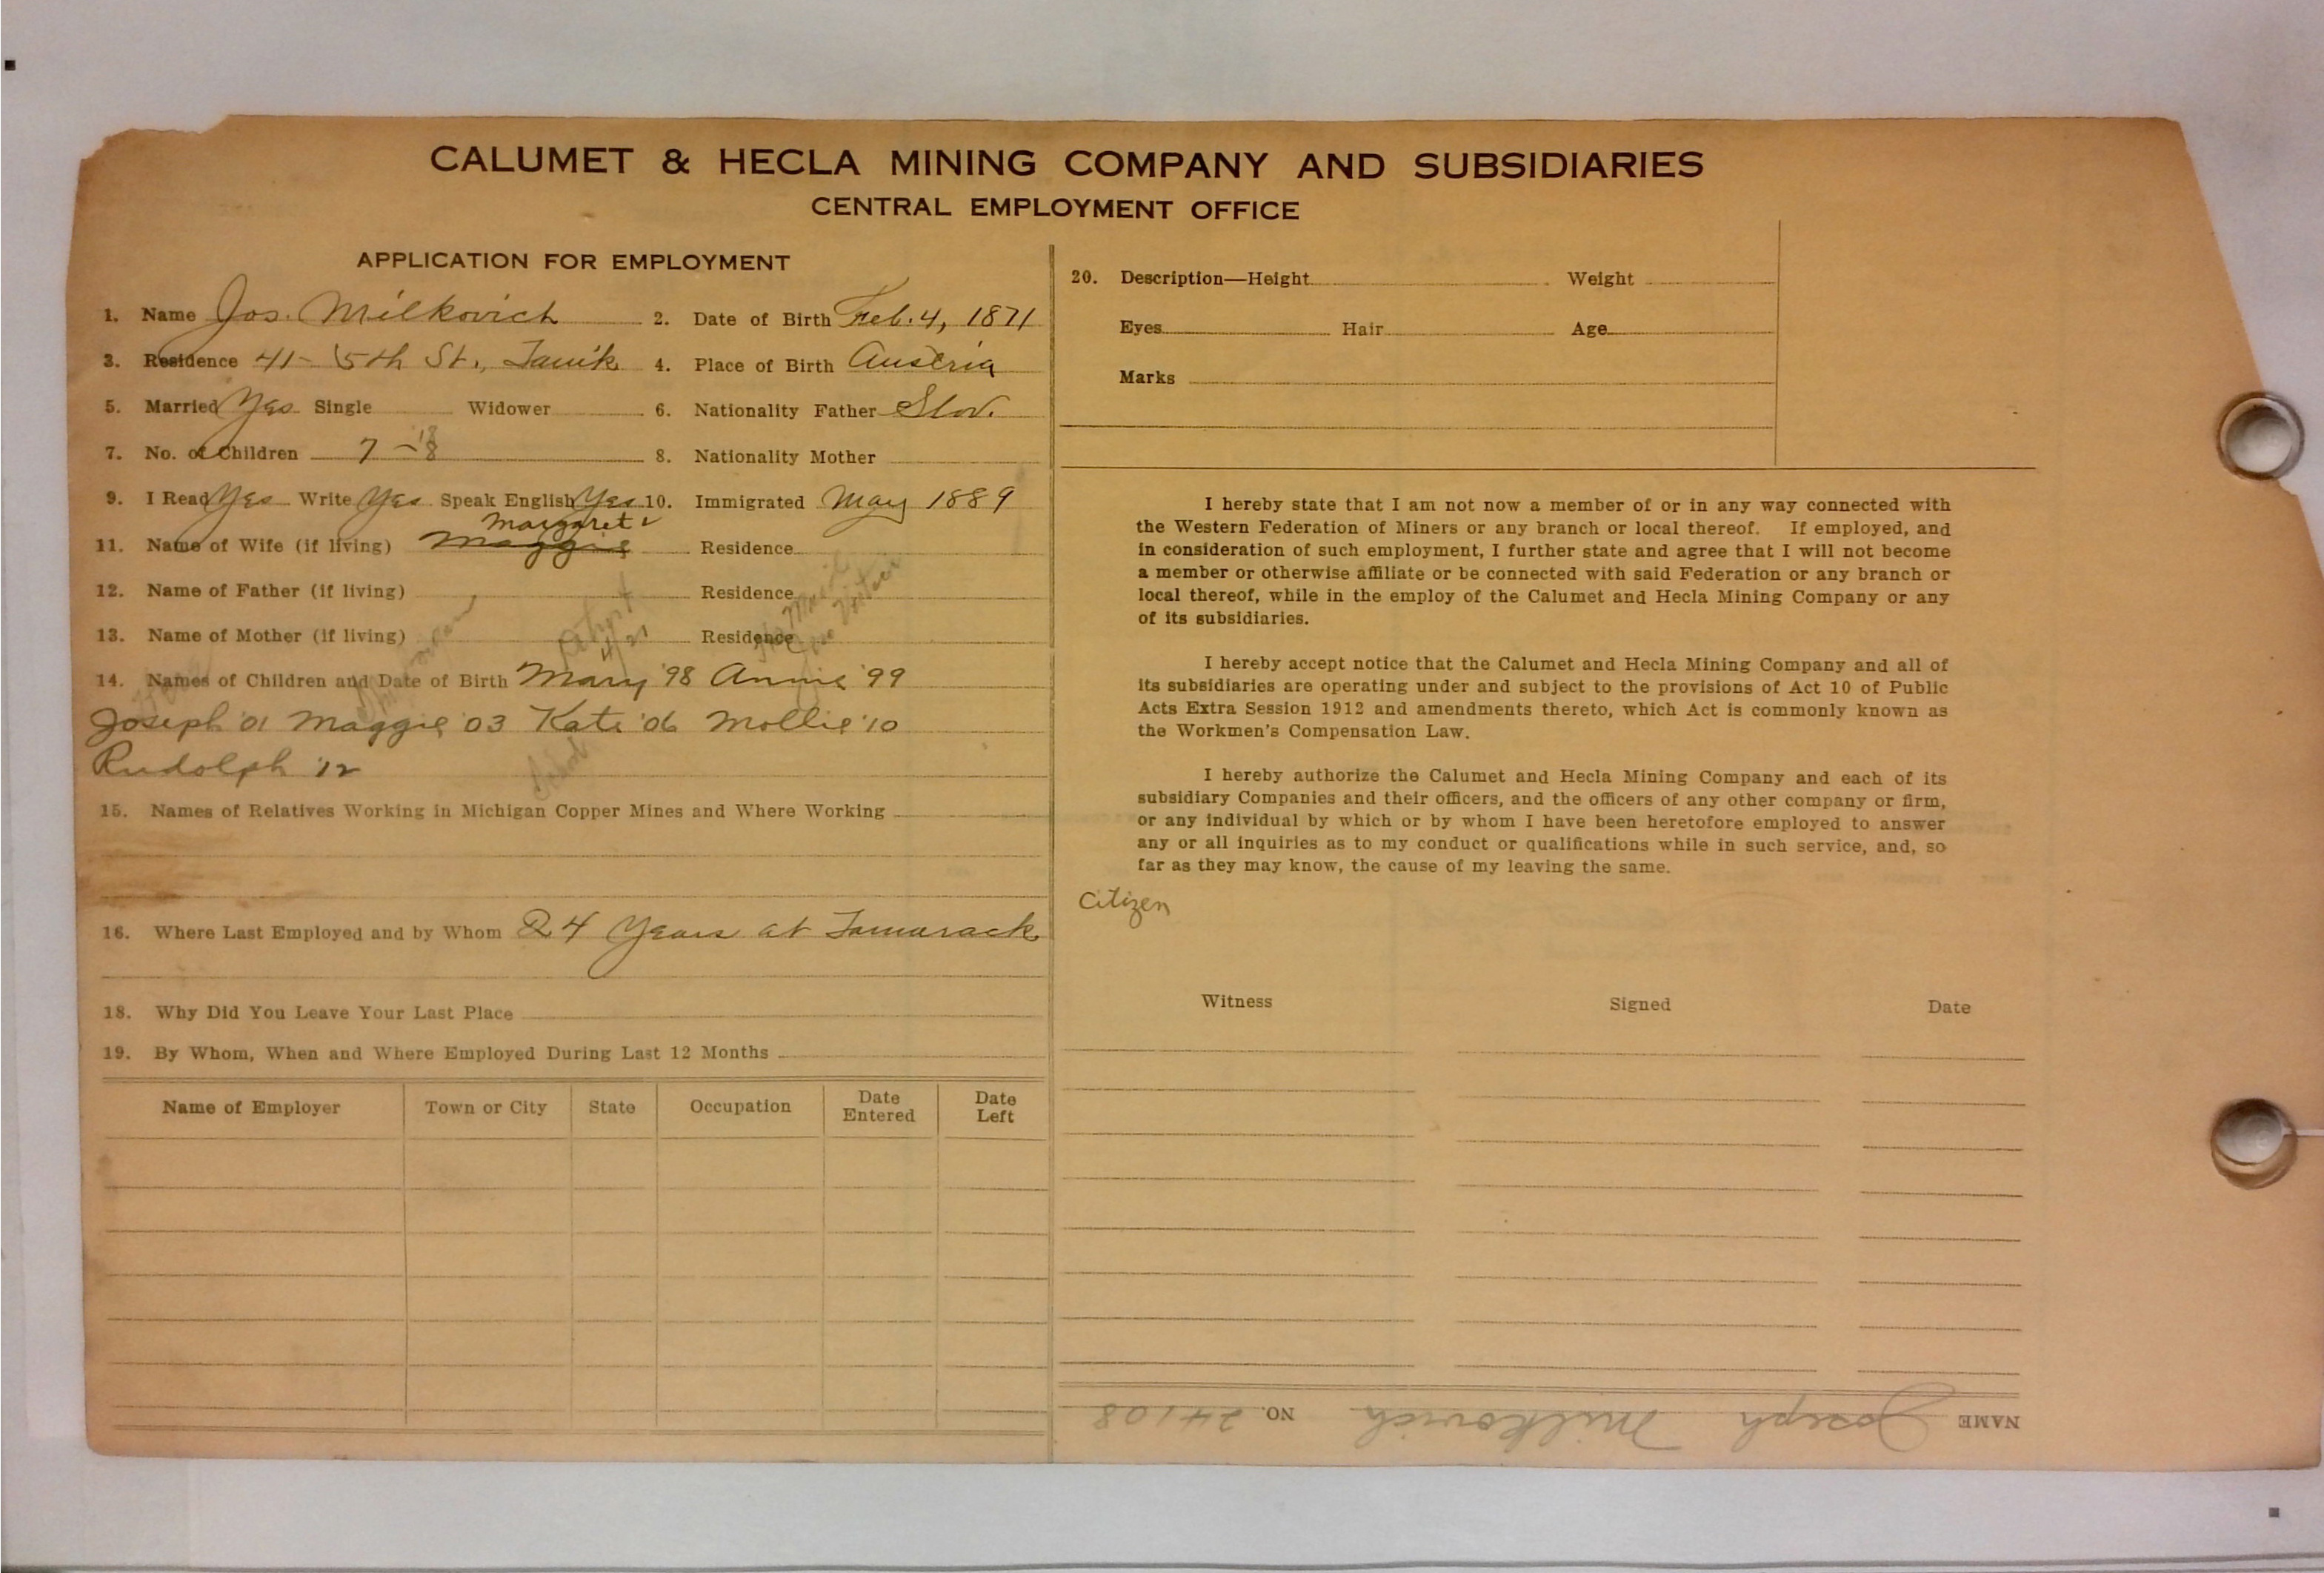 CALUMET & HECLA MINING COMPANY AND SUBSIDIARIES
CENTRAL EMPLOYMENT OFFICE
APPLICATION FOR EMPLOYMENT
1. Name Jos. Milkovich 2. Date of Birth Feb. 4, 1871
3. Residence 41- 5th St., Tam'k 4. Place of Birth Austria
5. Married Yes Single Widower 6. Nationality Father Slov.
7. No. of Children 7 - 18 8. Nationality Mother
9. I Read Yes Write Yes Speak English Yes 10. Immigrated May 1889
Margaret
11. Name of Wife (if living) Maggie Residence
12. Name of Father (if living) Residence
13. Name of Mother (if living) Residence
14. Names of Children and Date of Birth Mary '98 Annie '99
Joseph '01 Maggie '03 Kate '06 Mollie '10
Rudolph '12
15. Names of Relatives Working in Michigan Copper Mines and Where Working
16. Where Last Employed and by Whom 24 Years at Tamarack
18. Why Did You Leave Your Last Place
19. By Whom, When and Where Employed During Last 12 Months
Name of Employer Town or City State Occupation Date Entered Date Left
20. Description—Height Weight
Eyes Hair Age
Marks
I hereby state that I am not now a member of or in any way connected with
the Western Federation of Miners or any branch or local thereof. If employed, and
in consideration of such employment, I further state and agree that I will not become
a member or otherwise affiliate or be connected with said Federation or any branch or
local thereof, while in the employ of the Calumet and Hecla Mining Company or any
of its subsidiaries.
I hereby accept notice that the Calumet and Hecla Mining Company and all of
its subsidiaries are operating under and subject to the provisions of Act 10 of Public
Acts Extra Session 1912 and amendments thereto, which Act is commonly known as
the Workmen's Compensation Law.
I hereby authorize the Calumet and Hecla Mining Company and each of its
subsidiary Companies and their officers, and the officers of any other company or firm,
or any individual by which or by whom I have been heretofore employed to answer
any or all inquiries as to my conduct or qualifications while in such service, and, so
far as they may know, the cause of my leaving the same.
Citizen
Witness Signed Date
NAME Joseph Milkovich NO. 24108